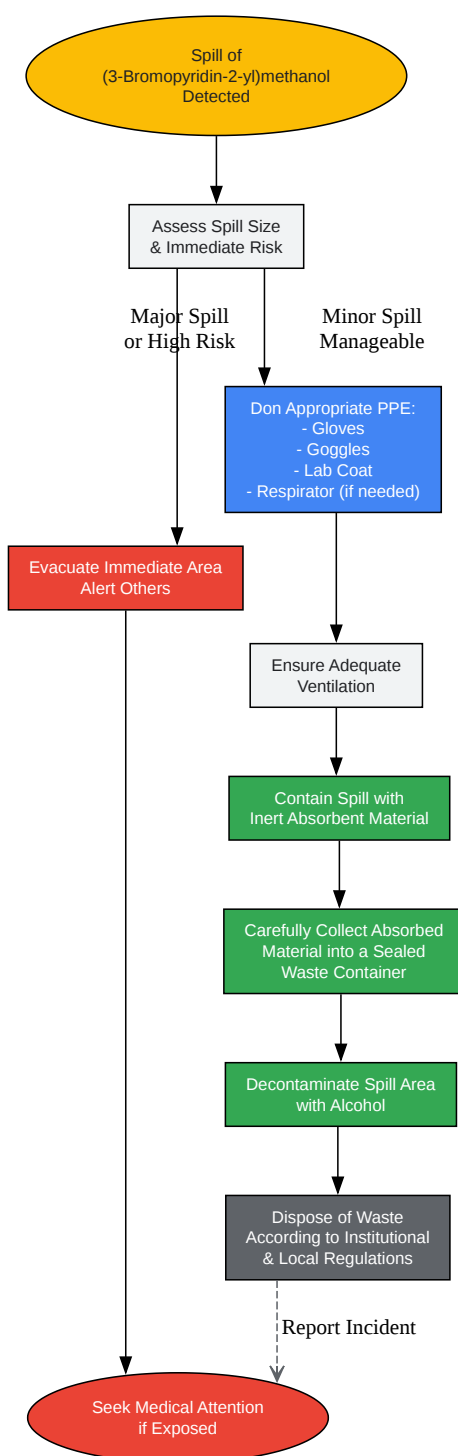 Spill of
(3-Bromopyridin-2-yl)methanol
Detected
Assess Spill Size
& Immediate Risk
Major Spill
or High Risk
Minor Spill
Manageable
Don Appropriate PPE:
- Gloves
- Goggles
- Lab Coat
- Respirator (if needed)
Evacuate Immediate Area
Alert Others
Ensure Adequate
Ventilation
Contain Spill with
Inert Absorbent Material
Carefully Collect Absorbed
Material into a Sealed
Waste Container
Decontaminate Spill Area
with Alcohol
Dispose of Waste
According to Institutional
& Local Regulations
Report Incident
Seek Medical Attention
if Exposed